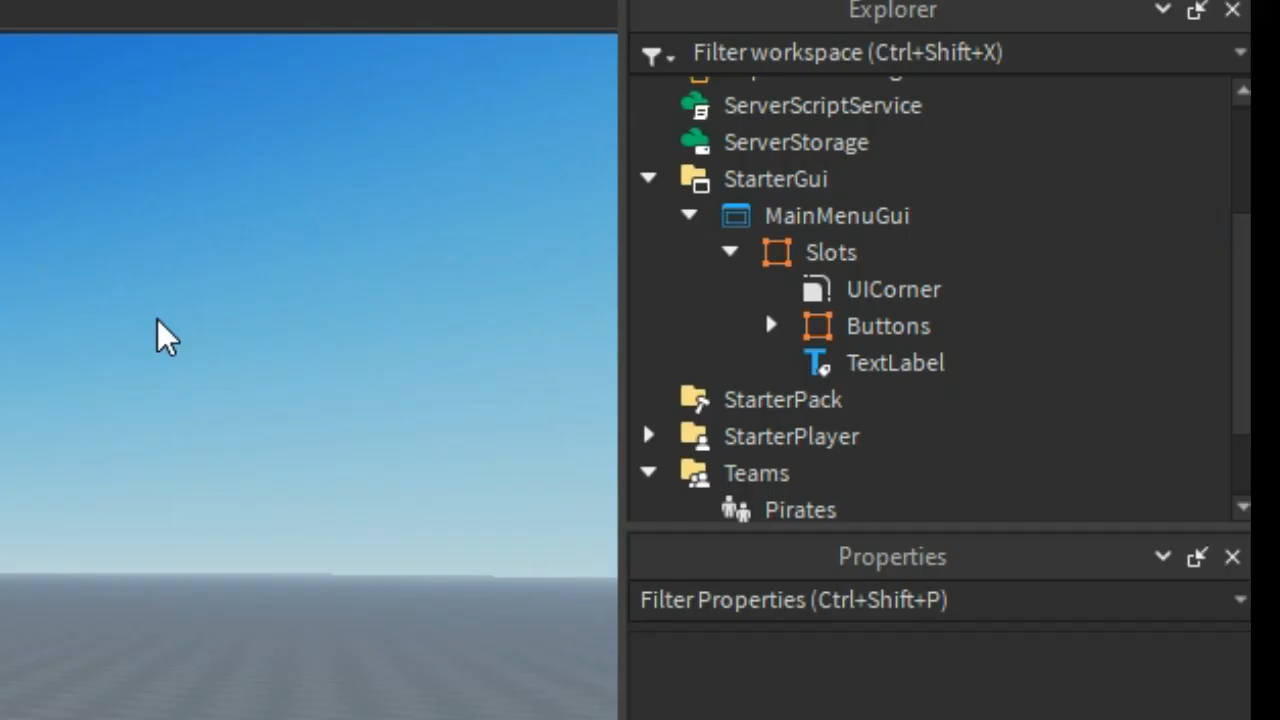 Explorer
Filter workspace (Ctrl+Shift+X)
ServerScriptService
ServerStorage
StarterGui
MainMenuGui
Slots
UICorner
Buttons
TextLabel
StarterPack
StarterPlayer
Teams
Pirates
Properties
Filter Properties (Ctrl+Shift+P)